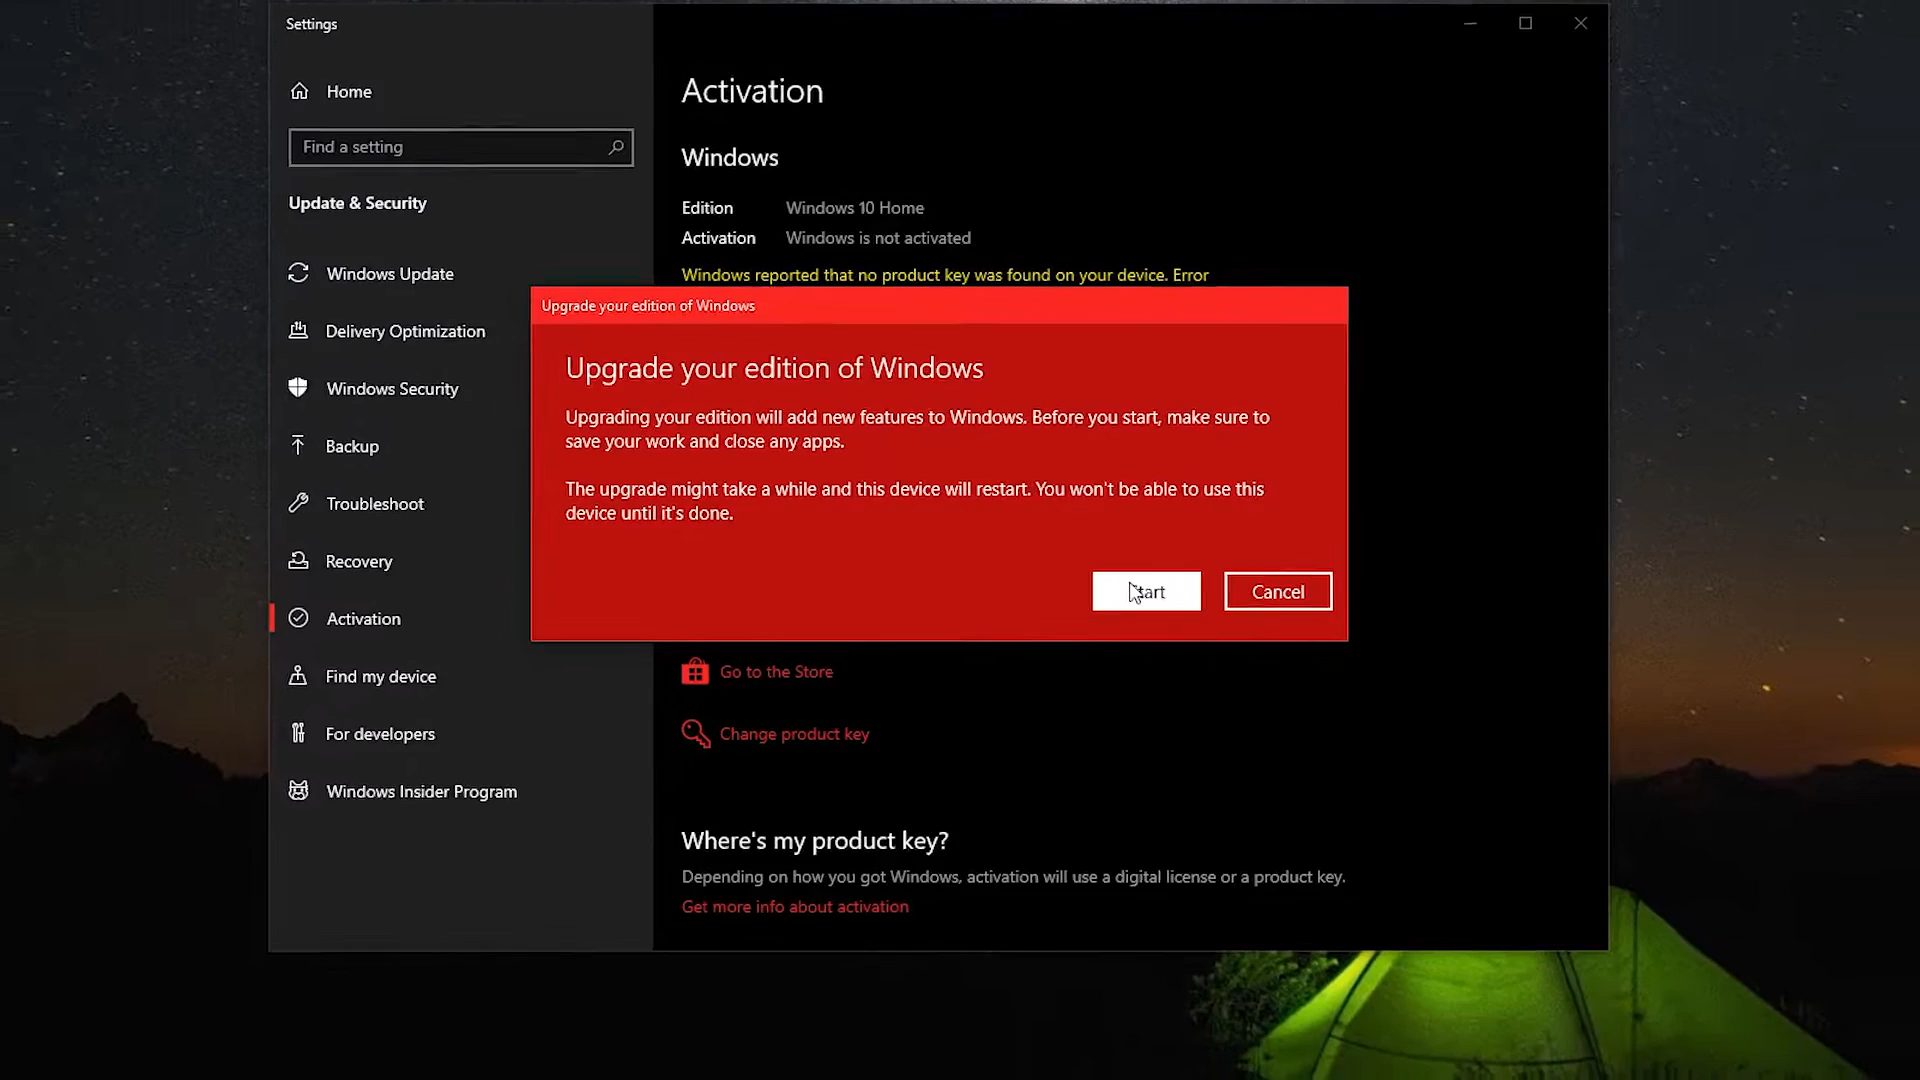 Settings
Home
Find a setting
Update & Security
Windows Update
Delivery Optimization
Windows Security
Backup
Troubleshoot
Recovery
Activation
Find my device
For developers
Windows Insider Program
Activation
Windows
Edition Windows 10 Home
Activation Windows is not activated
Windows reported that no product key was found on your device. Error
Upgrade your edition of Windows
Upgrade your edition of Windows
Upgrading your edition will add new features to Windows. Before you start, make sure to
save your work and close any apps.
The upgrade might take a while and this device will restart. You won't be able to use this
device until it's done.
Start Cancel
Go to the Store
Change product key
Where's my product key?
Depending on how you got Windows, activation will use a digital license or a product key.
Get more info about activation